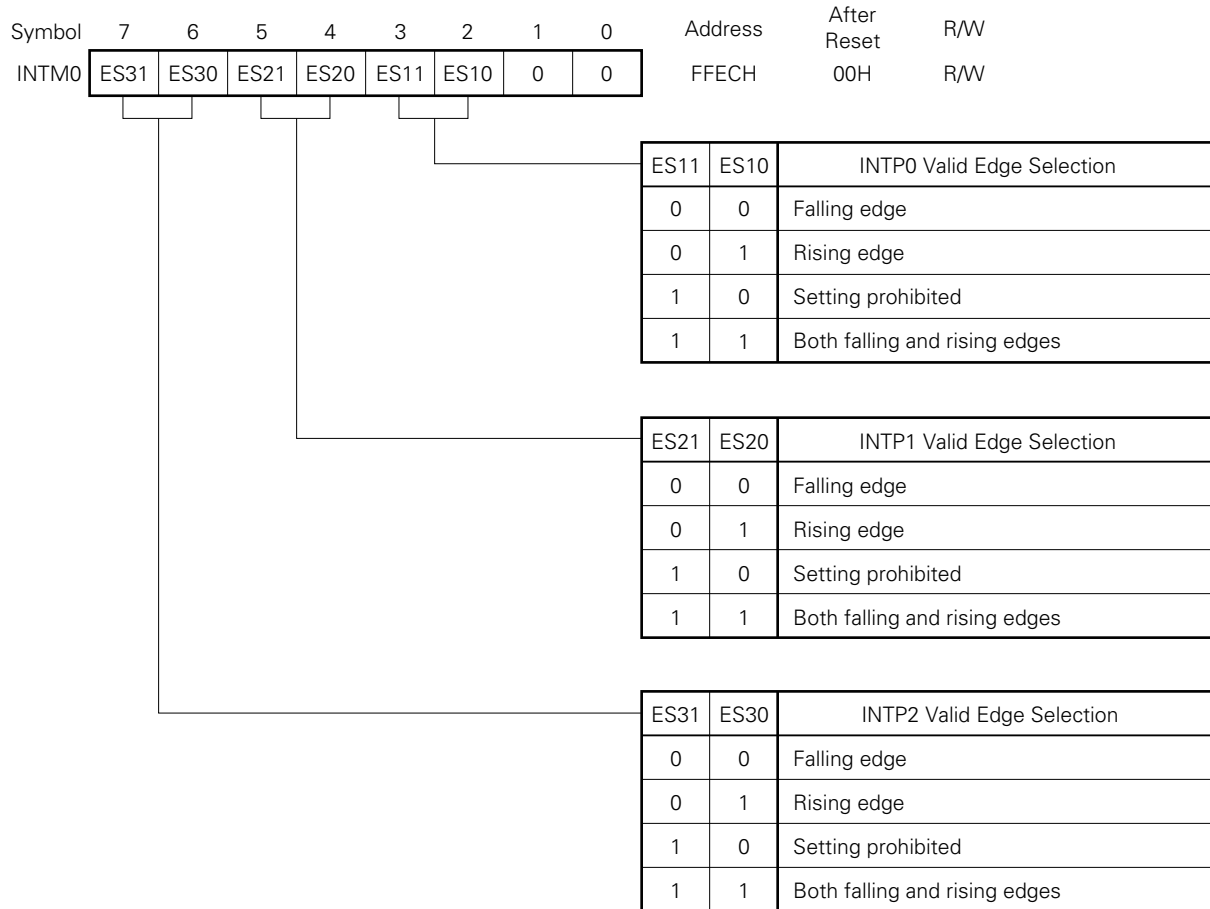 Symbol 7 6 5 4 3 2 1 0 Address After Reset R/W
INTM0 ES31 ES30 ES21 ES20 ES11 ES10 0 0 FFECH 00H R/W
ES11 ES10 INTP0 Valid Edge Selection
0 0 Falling edge
0 1 Rising edge
1 0 Setting prohibited
1 1 Both falling and rising edges
ES21 ES20 INTP1 Valid Edge Selection
0 0 Falling edge
0 1 Rising edge
1 0 Setting prohibited
1 1 Both falling and rising edges
ES31 ES30 INTP2 Valid Edge Selection
0 0 Falling edge
0 1 Rising edge
1 0 Setting prohibited
1 1 Both falling and rising edges